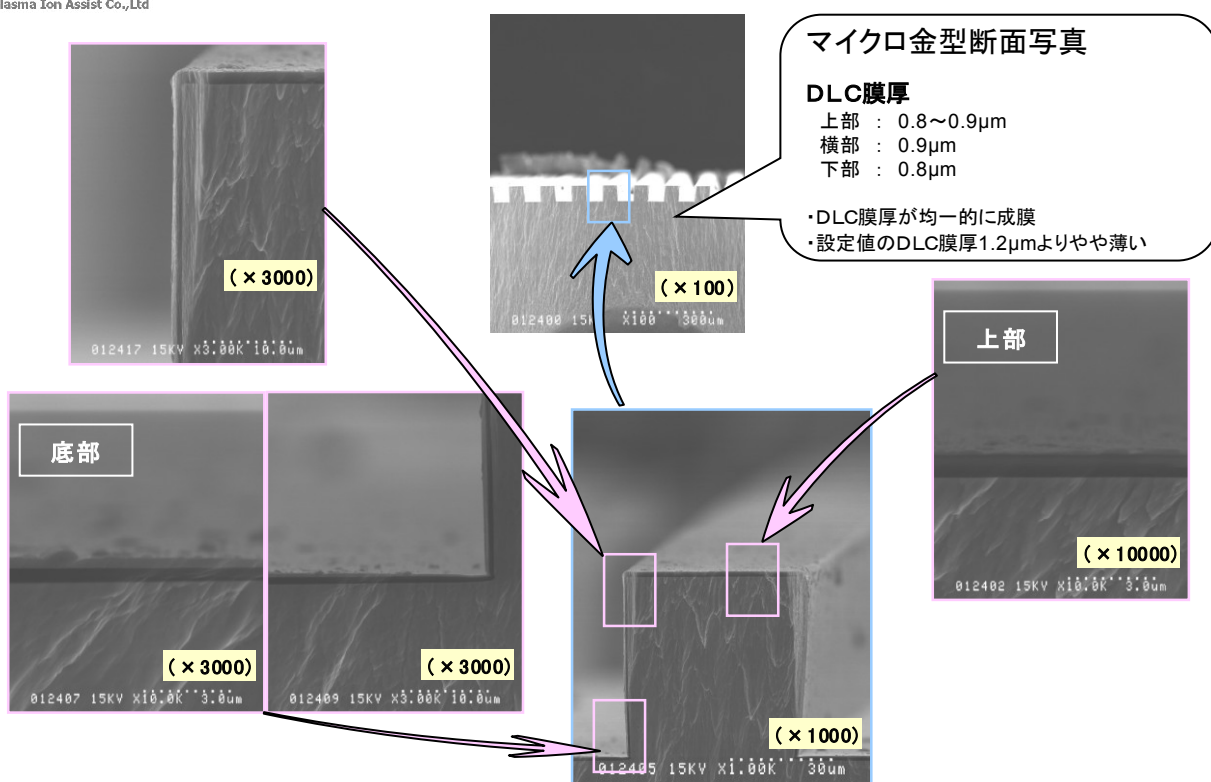 Plasma Ion Assist Co.,Ltd
マイクロ金型断面写真
DLC膜厚
上部 : 0.8~0.9μm
横部 : 0.9μm
下部 : 0.8μm
・DLC膜厚が均一的に成膜
・設定値のDLC膜厚1.2μmよりやや薄い
(×3000)
012417 15KV X3.00K 10.0um
(×100)
012400 15K X100 300um
上部
(×10000)
012402 15KV X10.0K 3.0um
底部
(×3000)
012407 15KV X10.0K 3.0um
(×3000)
012409 15KV X3.00K 10.0um
(×1000)
012405 15KV X1.00K 30um